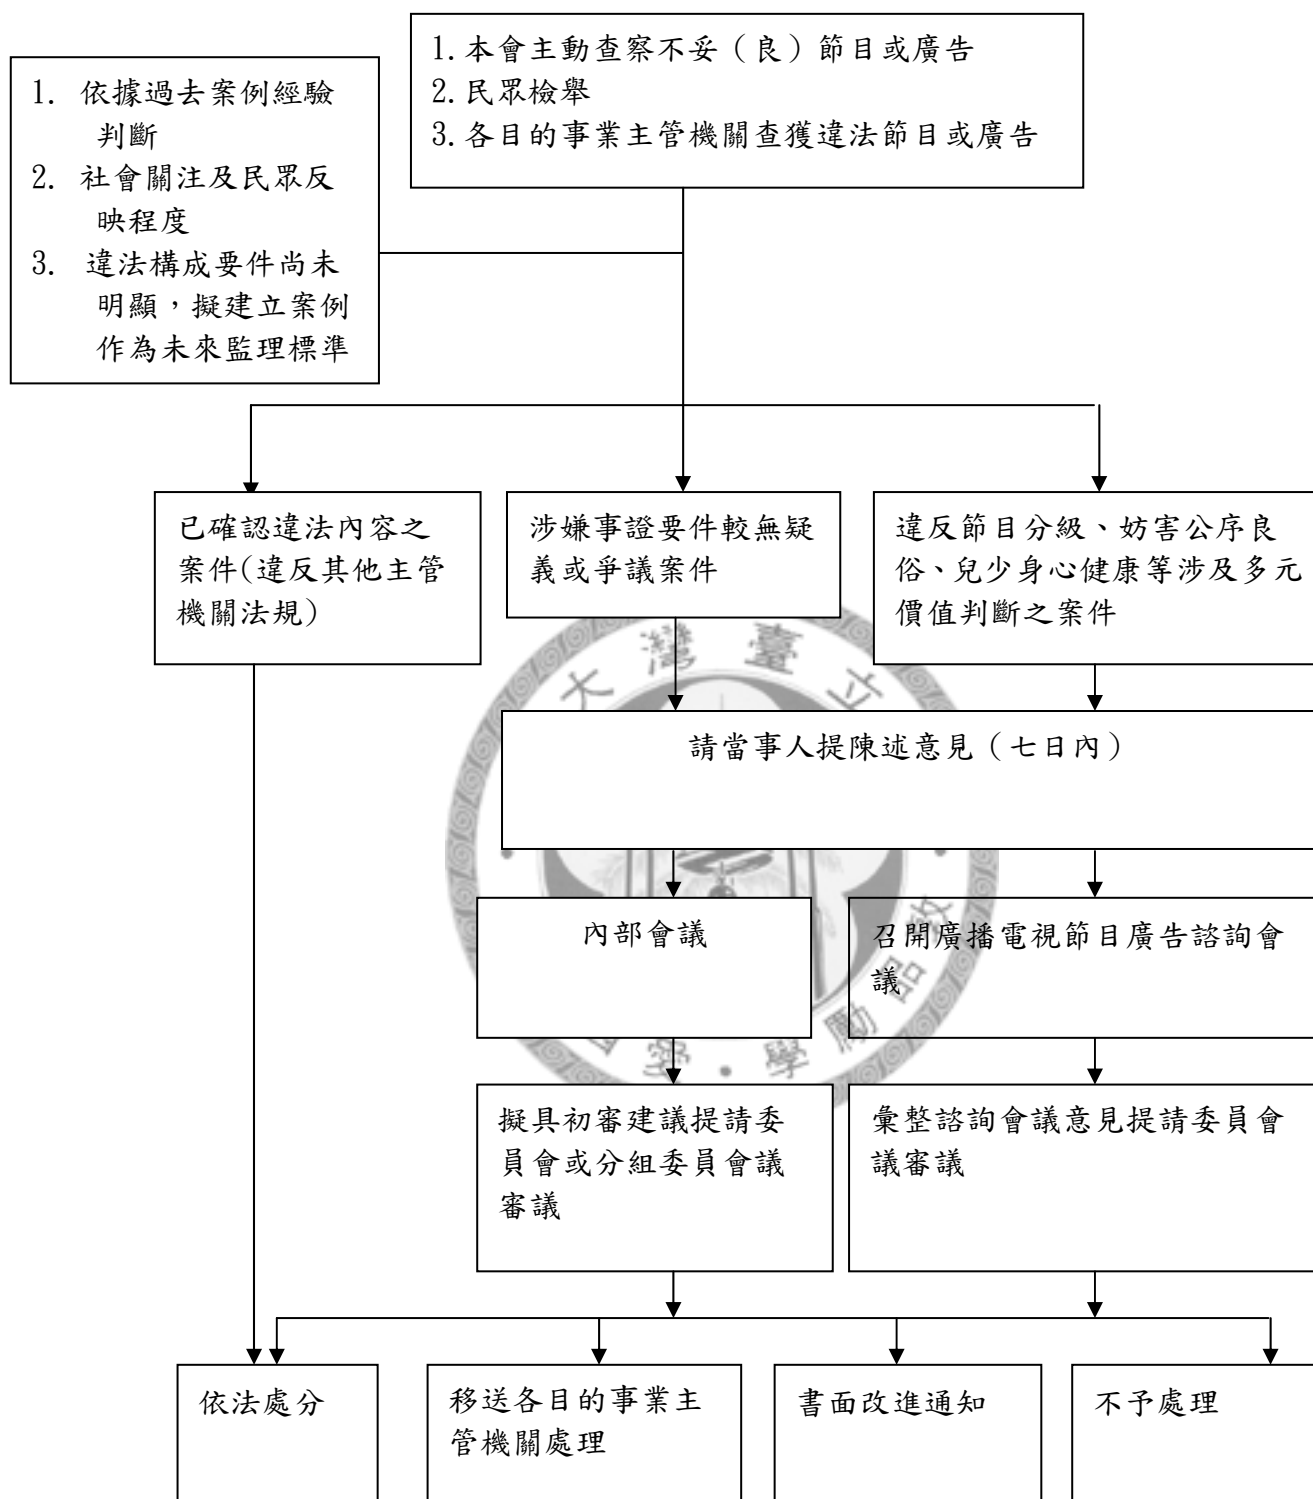 1.本會主動查察不妥（良）節目或廣告
2.民眾檢舉
3.各目的事業主管機關查獲違法節目或廣告
1. 依據過去案例經驗
判斷
2. 社會關注及民眾反
映程度
3. 違法構成要件尚未
明顯，擬建立案例
作為未來監理標準
已確認違法內容之
案件(違反其他主管
機關法規)
涉嫌事證要件較無疑
義或爭議案件
違反節目分級、妨害公序良
俗、兒少身心健康等涉及多元
價值判斷之案件
請當事人提陳述意見（七日內）
內部會議
召開廣播電視節目廣告諮詢會
議
擬具初審建議提請委
員會或分組委員會議
審議
彙整諮詢會議意見提請委員會
議審議
依法處分
移送各目的事業主
管機關處理
書面改進通知
不予處理
大灣臺立
愛·學勵品敦